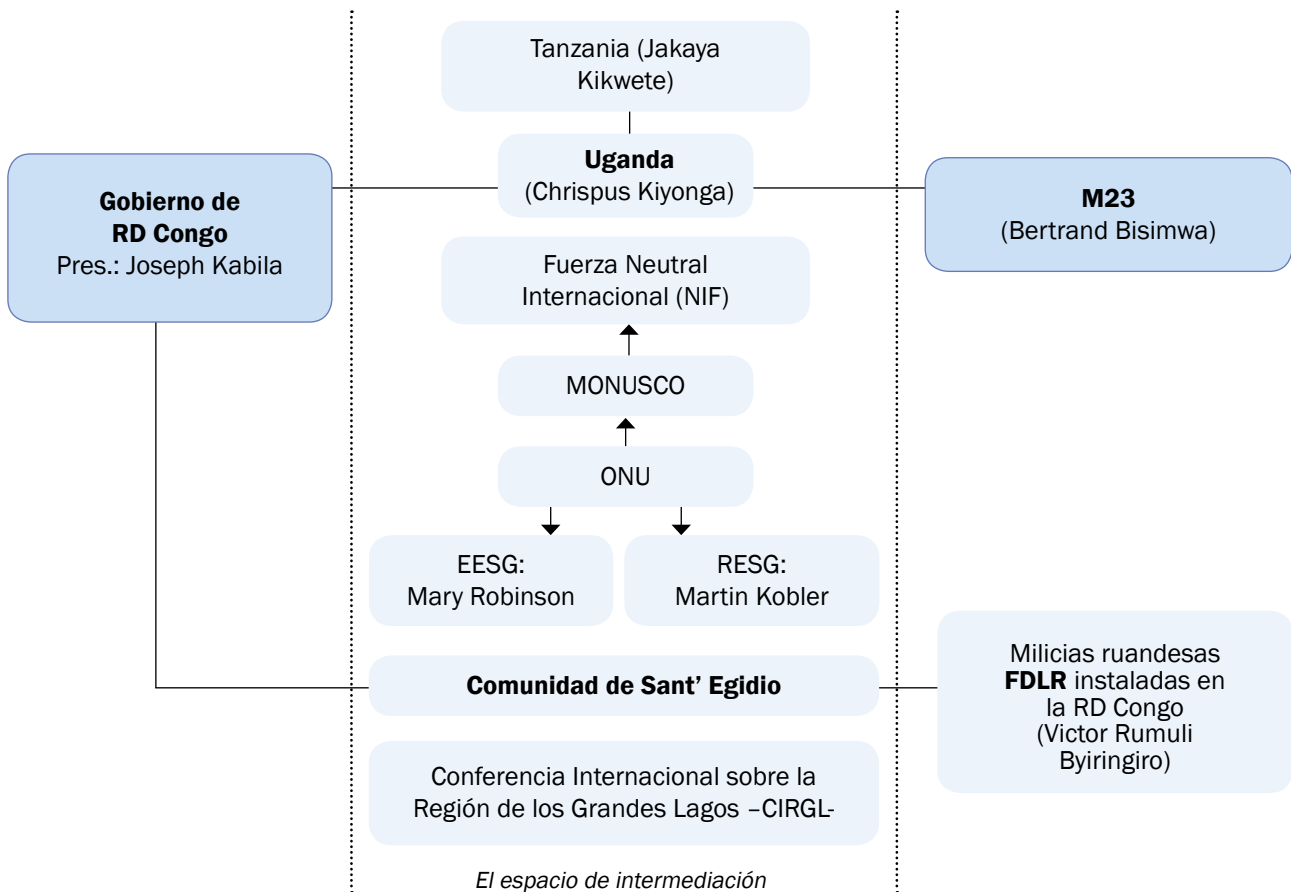 Tanzania (Jakaya
Kikwete)
Uganda
(Chrispus Kiyonga)
Gobierno de
RD Congo
Pres.: Joseph Kabila
M23
(Bertrand Bisimwa)
Fuerza Neutral
Internacional (NIF)
MONUSCO
ONU
EESG:
Mary Robinson
RESG:
Martin Kobler
Comunidad de Sant’ Egidio
Milicias ruandesas
FDLR instaladas en
la RD Congo
(Victor Rumuli
Byiringiro)
Conferencia Internacional sobre la
Región de los Grandes Lagos –CIRGL-
El espacio de intermediación